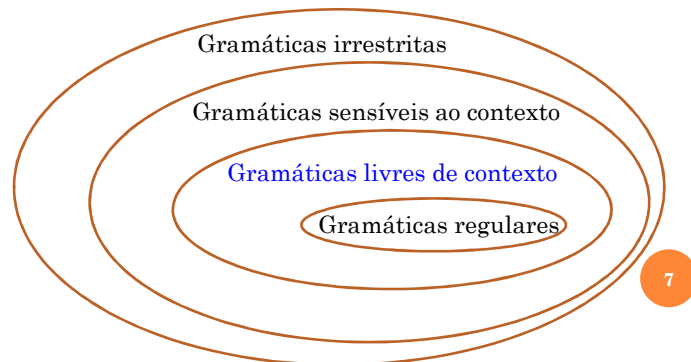 Gramáticas irrestritas
Gramáticas sensíveis ao contexto
Gramáticas livres de contexto
Gramáticas regulares
7